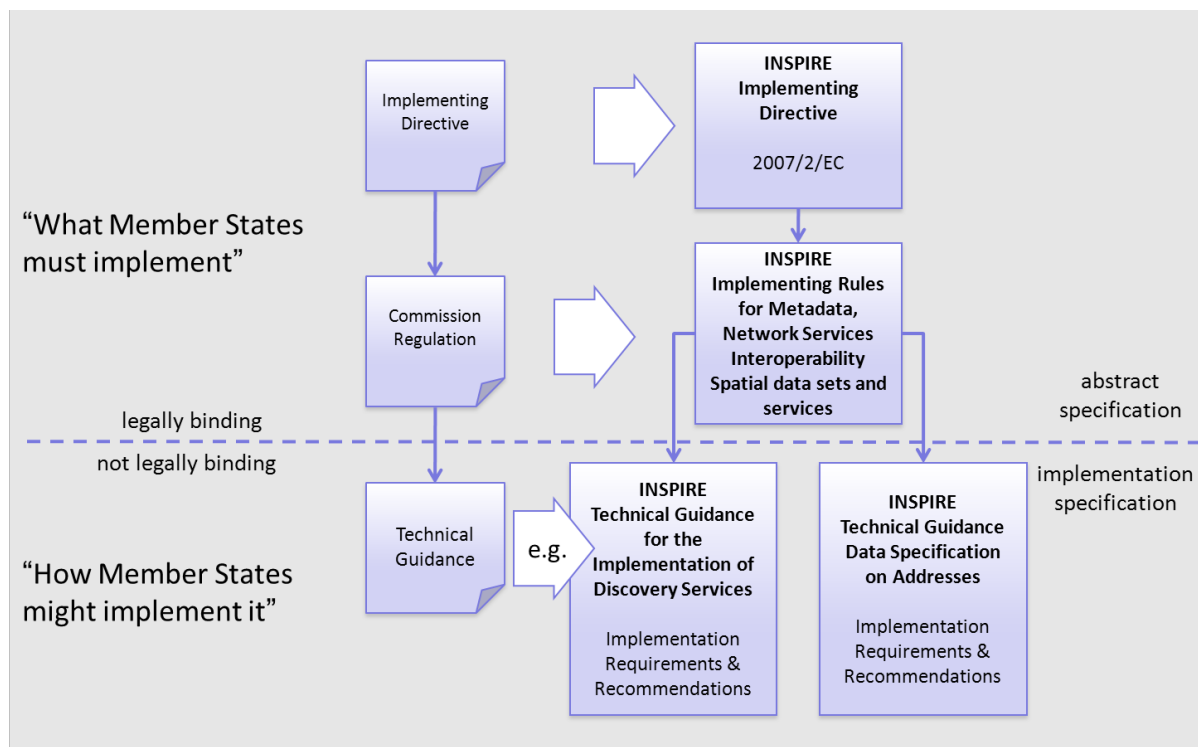 Implementing
Directive
INSPIRE
Implementing
Directive
2007/2/EC
“What Member States
must implement”
Commission
Regulation
INSPIRE
Implementing Rules
for Metadata,
Network Services
Interoperability
Spatial data sets and
services
abstract
specification
legally binding
not legally binding
implementation
specification
“How Member States
might implement it”
Technical
Guidance
e.g.
INSPIRE
Technical Guidance
for the
Implementation of
Discovery Services
Implementation
Requirements &
Recommendations
INSPIRE
Technical Guidance
Data Specification
on Addresses
Implementation
Requirements &
Recommendations